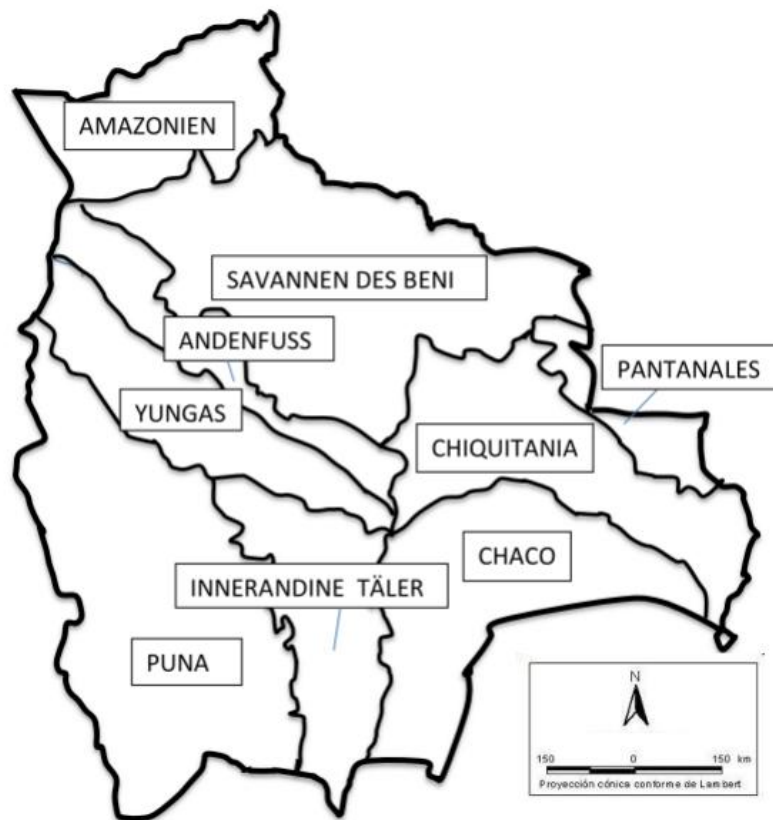 AMAZONIEN
SAVANNEN DES BENI
ANDENFUSS
PANTANALES
YUNGAS
CHIQUITANIA
CHACO
INNERANDINE TÄLER
PUNA
N
150 0 150 km
Proyección cónica conforme de Lambert